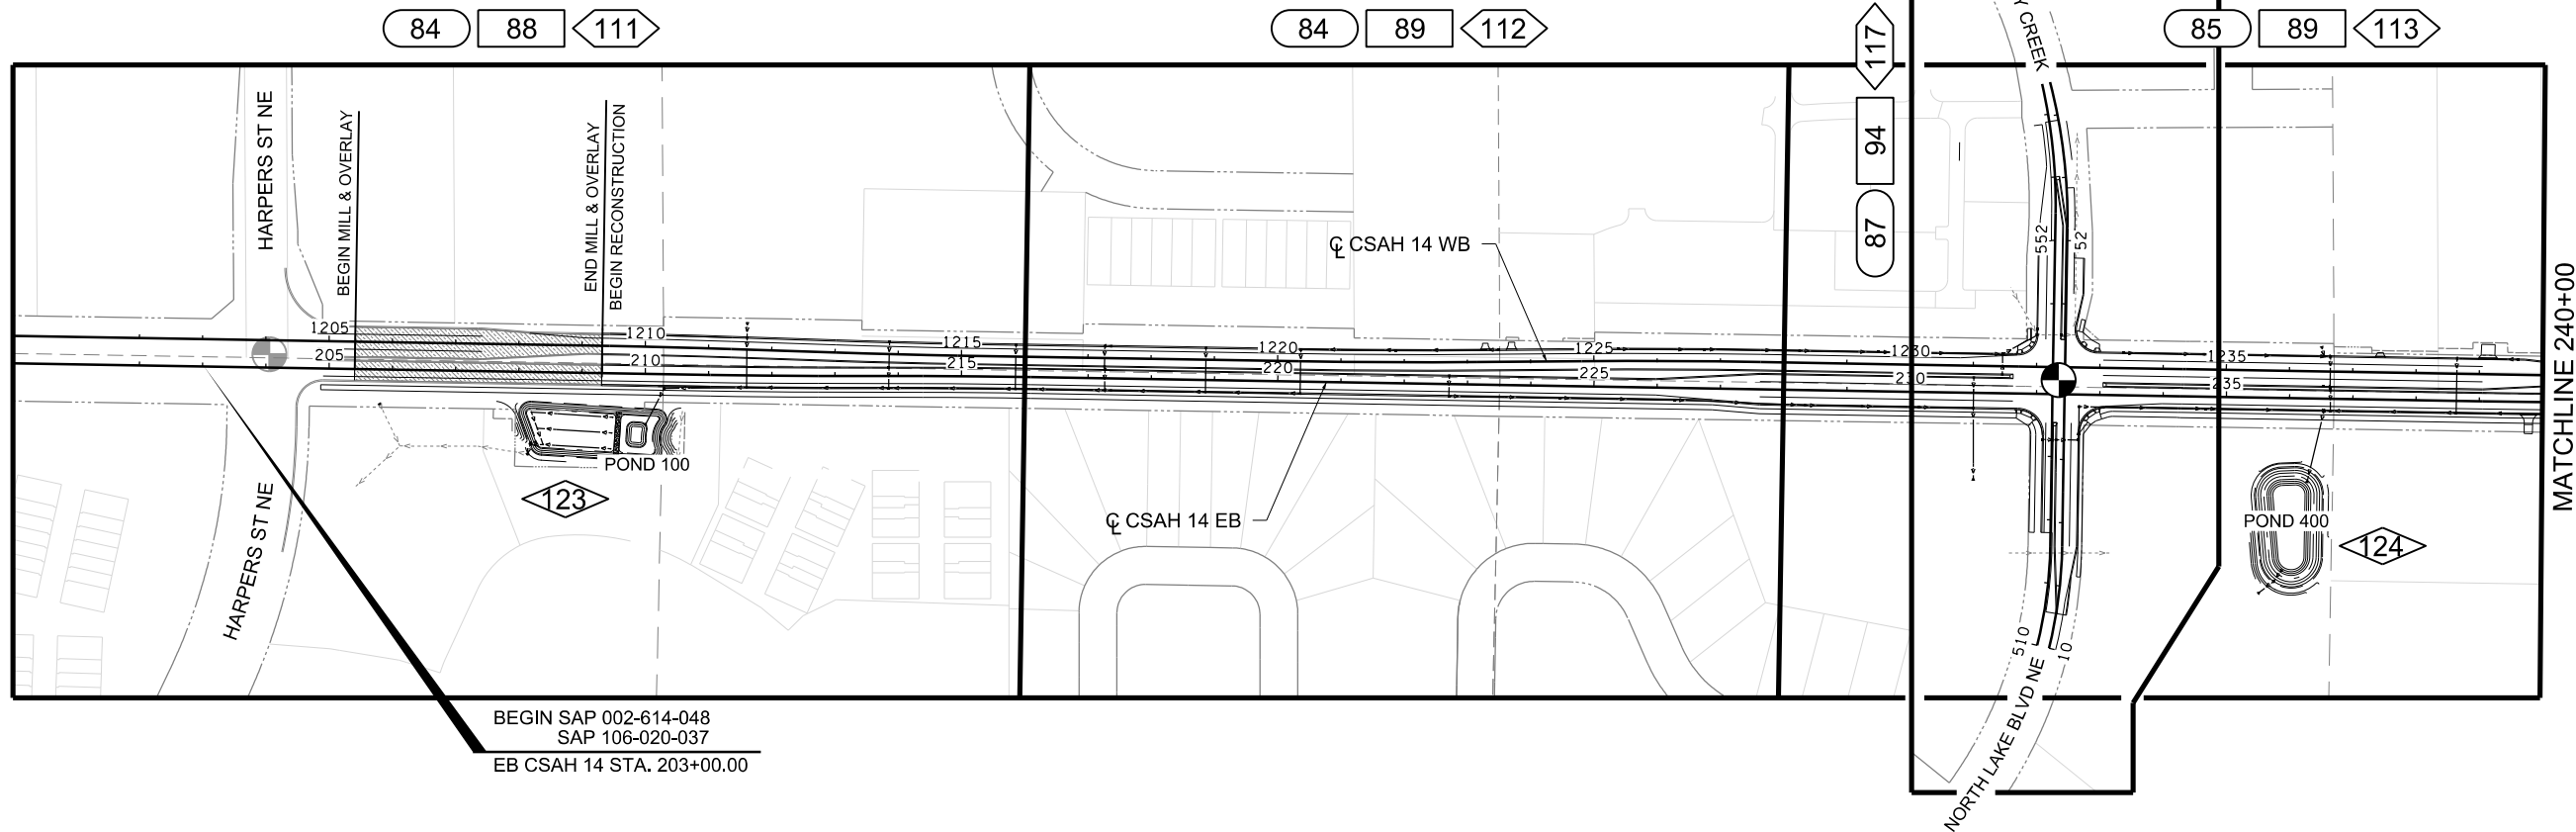 84 88 111
84 89 112
117
94
87
85 89 113
Y CREEK
HARPERS ST NE
BEGIN MILL & OVERLAY
END MILL & OVERLAY
BEGIN RECONSTRUCTION
℄ CSAH 14 WB
552
52
1205
1210
1215
1220
1225
1230
1235
205
210
215
220
225
230
235
MATCHLINE 240+00
POND 100
123
℄ CSAH 14 EB
POND 400
124
HARPERS ST NE
510
10
NORTH LAKE BLVD NE
BEGIN SAP 002-614-048
SAP 106-020-037
EB CSAH 14 STA. 203+00.00